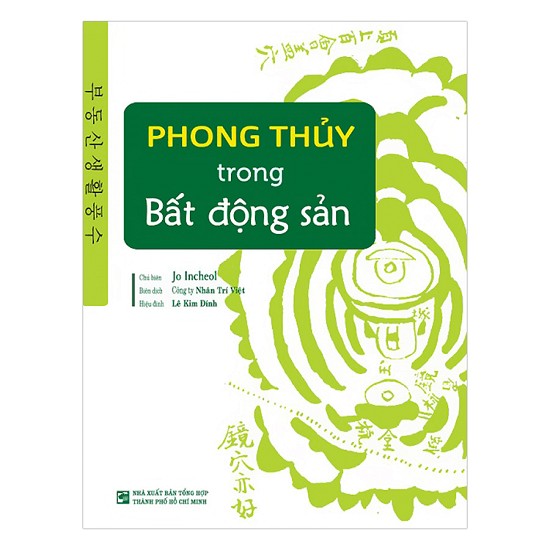 부동산생활풍수
PHONG THỦY
trong
Bất động sản
Chủ biên Jo Incheol
Biên dịch Công ty Nhân Trí Việt
Hiệu đính Lê Kim Dính
鏡穴亦好
NHÀ XUẤT BẢN TỔNG HỢP
THÀNH PHỐ HỒ CHÍ MINH